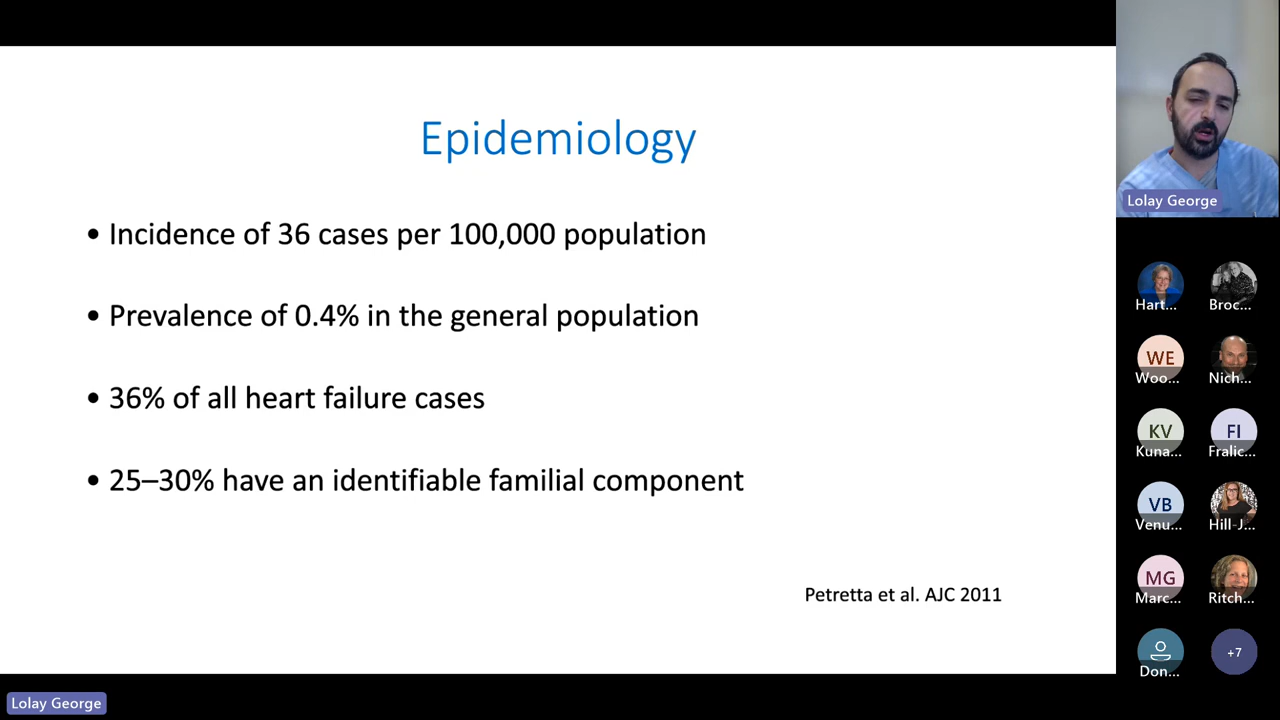 Epidemiology
• Incidence of 36 cases per 100,000 population
• Prevalence of 0.4% in the general population
• 36% of all heart failure cases
• 25–30% have an identifiable familial component
Petretta et al. AJC 2011
Lolay George
Lolay George
Hart...
Broc...
WE
Woo...
Nich...
KV
Kuna...
FI
Fralic...
VB
Venu...
Hill-J...
MG
Marc...
Ritch...
Don...
+7